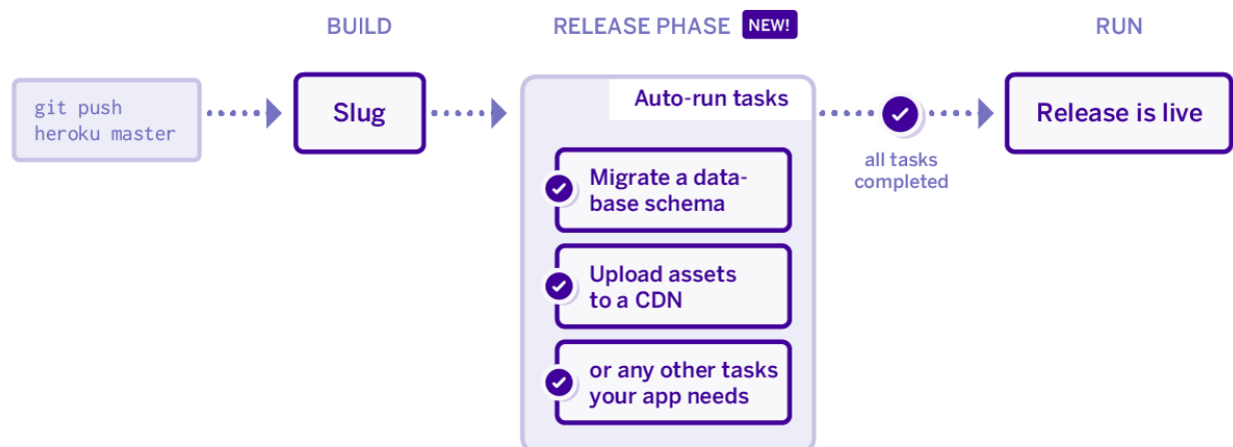 BUILD
RELEASE PHASE NEW!
RUN
git push
heroku master
Slug
Auto-run tasks
Migrate a data-
base schema
Upload assets
to a CDN
or any other tasks
your app needs
all tasks
completed
Release is live